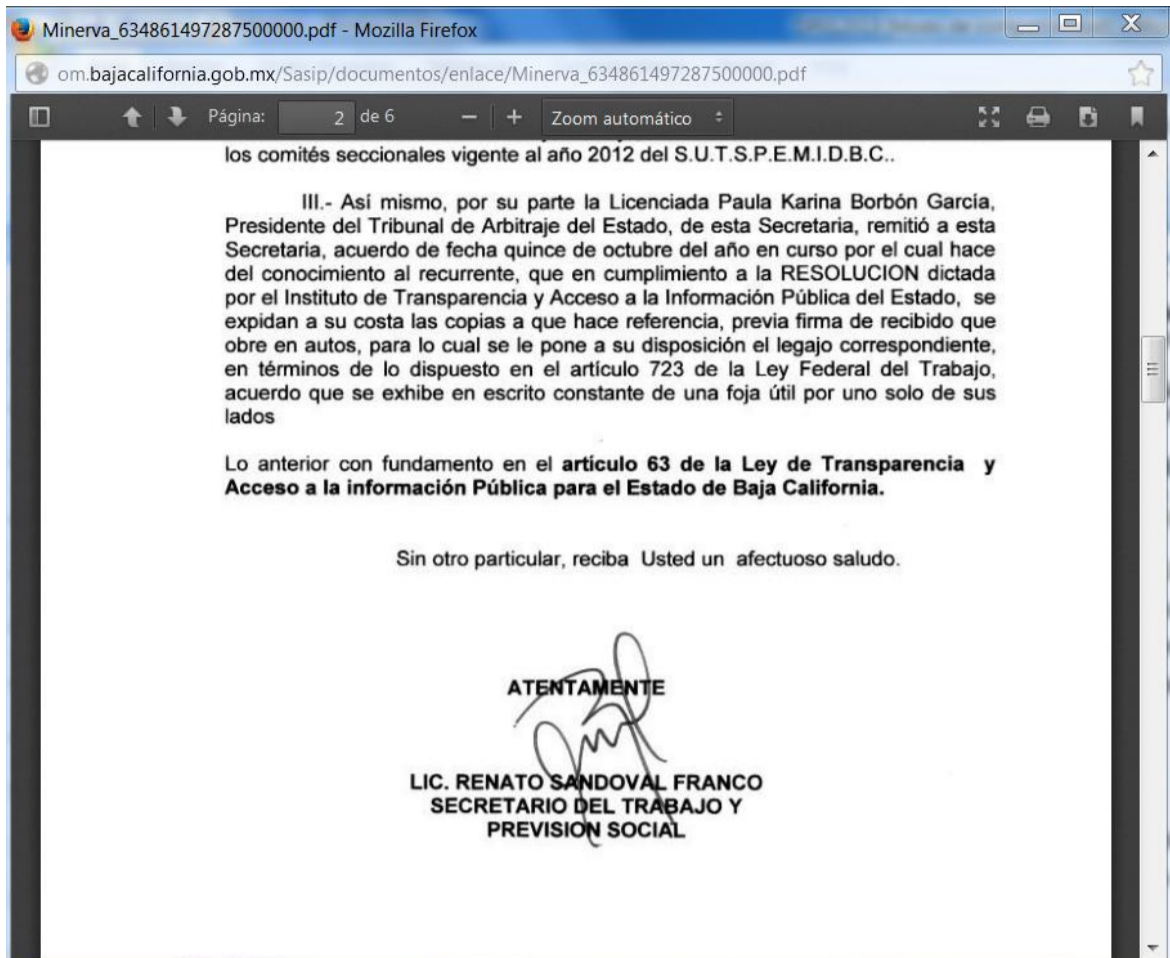 Minerva_634861497287500000.pdf - Mozilla Firefox
om.bajacalifornia.gob.mx/Sasip/documentos/enlace/Minerva_634861497287500000.pdf
Página: 2 de 6 − + Zoom automático
los comités seccionales vigente al año 2012 del S.U.T.S.P.E.M.I.D.B.C..
III.- Así mismo, por su parte la Licenciada Paula Karina Borbón García,
Presidente del Tribunal de Arbitraje del Estado, de esta Secretaria, remitió a esta
Secretaria, acuerdo de fecha quince de octubre del año en curso por el cual hace
del conocimiento al recurrente, que en cumplimiento a la RESOLUCION dictada
por el Instituto de Transparencia y Acceso a la Información Pública del Estado, se
expidan a su costa las copias a que hace referencia, previa firma de recibido que
obre en autos, para lo cual se le pone a su disposición el legajo correspondiente,
en términos de lo dispuesto en el artículo 723 de la Ley Federal del Trabajo,
acuerdo que se exhibe en escrito constante de una foja útil por uno solo de sus
lados
Lo anterior con fundamento en el artículo 63 de la Ley de Transparencia y
Acceso a la información Pública para el Estado de Baja California.
Sin otro particular, reciba Usted un afectuoso saludo.
ATENTAMENTE
LIC. RENATO SANDOVAL FRANCO
SECRETARIO DEL TRABAJO Y
PREVISION SOCIAL